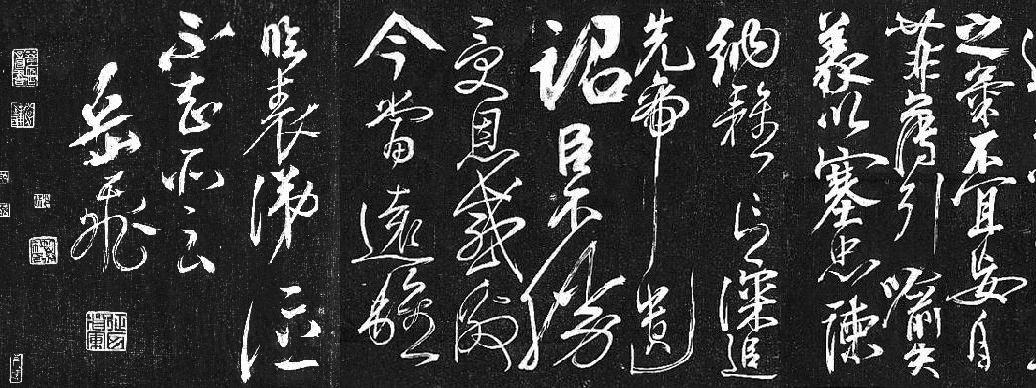 之氣不宜妄自
菲薄引喻失
義以塞忠諫
納雅言深追
先帝遺
詔臣不勝
受恩感激
今當遠離
臨表涕泣
不知所云
岳飛